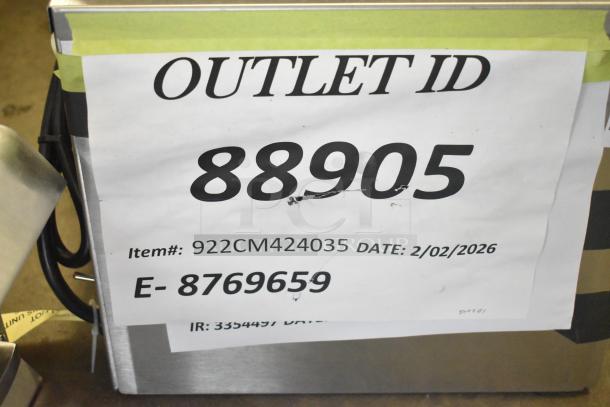 OUTLET ID
88905
Item#: 922CM424035 DATE: 2/02/2026
E- 8769659
IR: 3354497